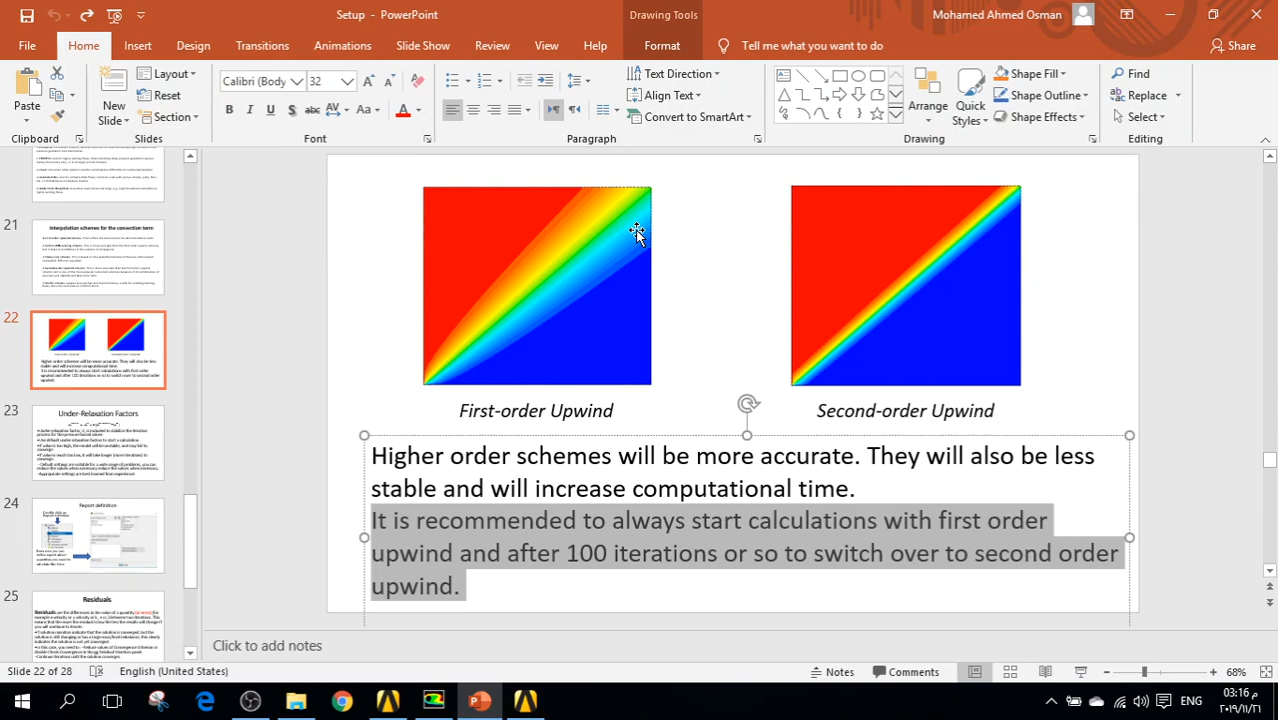 Setup - PowerPoint
Drawing Tools
Mohamed Ahmed Osman
File
Home
Insert
Design
Transitions
Animations
Slide Show
Review
View
Help
Format
Tell me what you want to do
Share
Paste
New
Slide
Layout
Reset
Section
Calibri (Body
32
Text Direction
Align Text
Convert to SmartArt
Arrange
Quick
Styles
Shape Fill
Shape Outline
Shape Effects
Find
Replace
Select
Clipboard
Slides
Font
Paragraph
Drawing
Editing
21
Interpolation schemes for the convection term
22
23
Under-Relaxation Factors
24
Report definition
25
Residuals
First-order Upwind
Second-order Upwind
Higher order schemes will be more accurate. They will also be less
stable and will increase computational time.
It is recommended to always start calculations with first order
upwind and after 100 iterations or so to switch over to second order
upwind.
Click to add notes
Slide 22 of 28
English (United States)
Notes
Comments
68%
ENG
03:16 م
٢٠١٩/١١/٢١